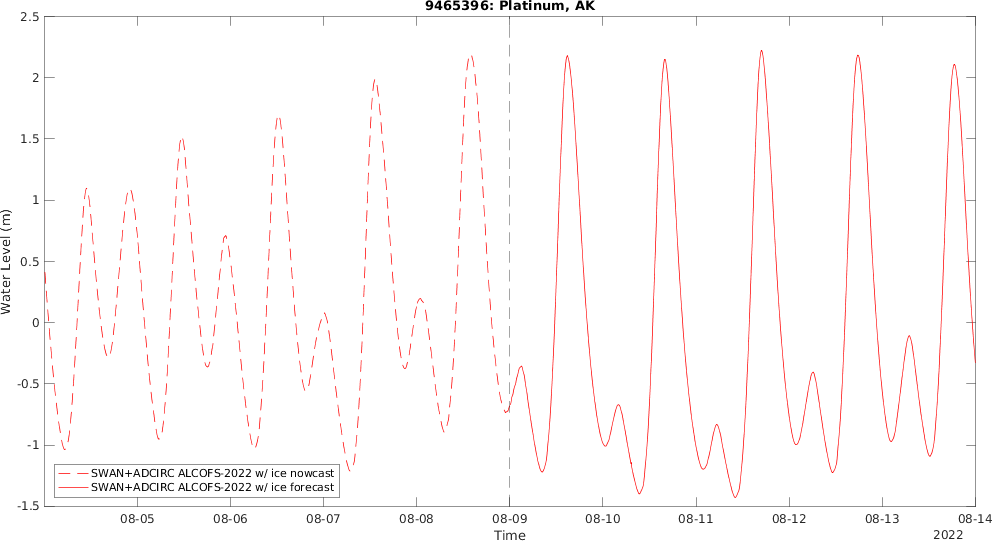 9465396: Platinum, AK
Water Level (m)
2.5
2
1.5
1
0.5
0
-0.5
-1
-1.5
SWAN+ADCIRC ALCOFS-2022 w/ ice nowcast
SWAN+ADCIRC ALCOFS-2022 w/ ice forecast
08-05 08-06 08-07 08-08 08-09 08-10 08-11 08-12 08-13 08-14
Time
2022